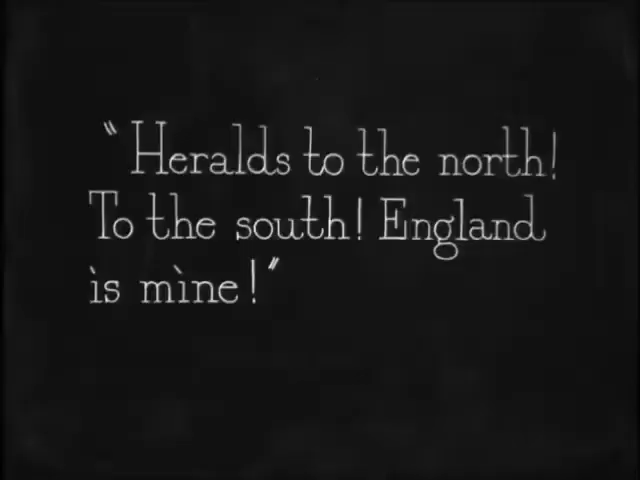 "Heralds to the north!
To the south! England
is mine!"